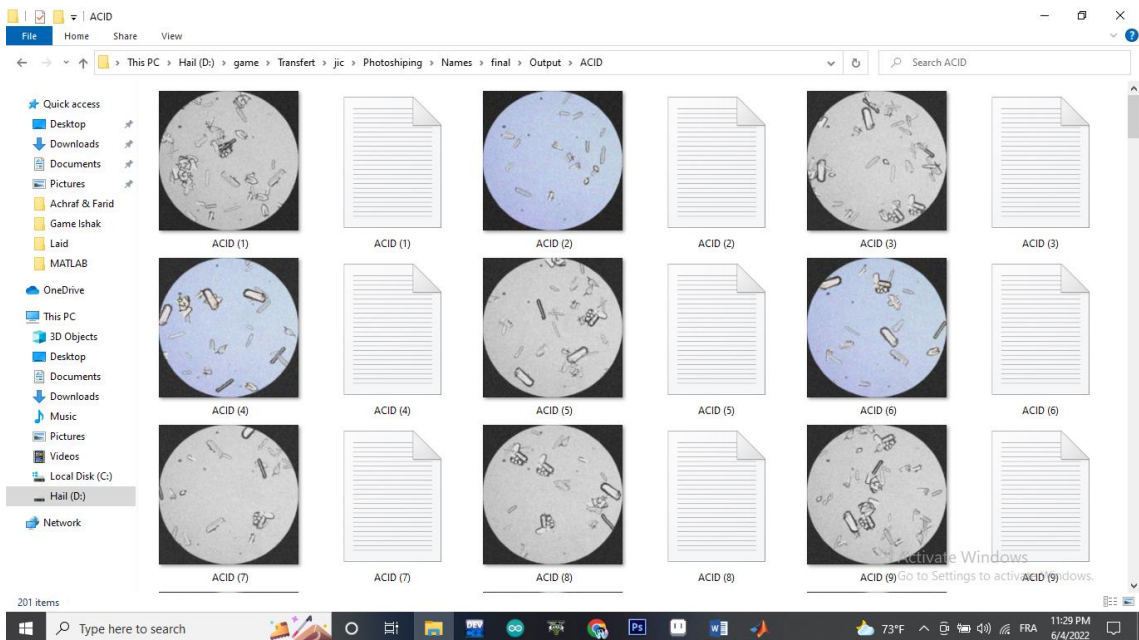 ACID
File Home Share View
This PC > Hail (D:) > game > Transfert > jic > Photoshiping > Names > final > Output > ACID
Search ACID
Quick access
Desktop
Downloads
Documents
Pictures
Achraf & Farid
Game Ishak
Laid
MATLAB
OneDrive
This PC
3D Objects
Desktop
Documents
Downloads
Music
Pictures
Videos
Local Disk (C:)
Hail (D:)
Network
ACID (1) ACID (1) ACID (2) ACID (2) ACID (3) ACID (3)
ACID (4) ACID (4) ACID (5) ACID (5) ACID (6) ACID (6)
ACID (7) ACID (7) ACID (8) ACID (8) ACID (9) ACID (9)
Activate Windows
Go to Settings to activate Windows.
201 items
Type here to search
DEV
Ps
73°F
FRA
11:29 PM
6/4/2022